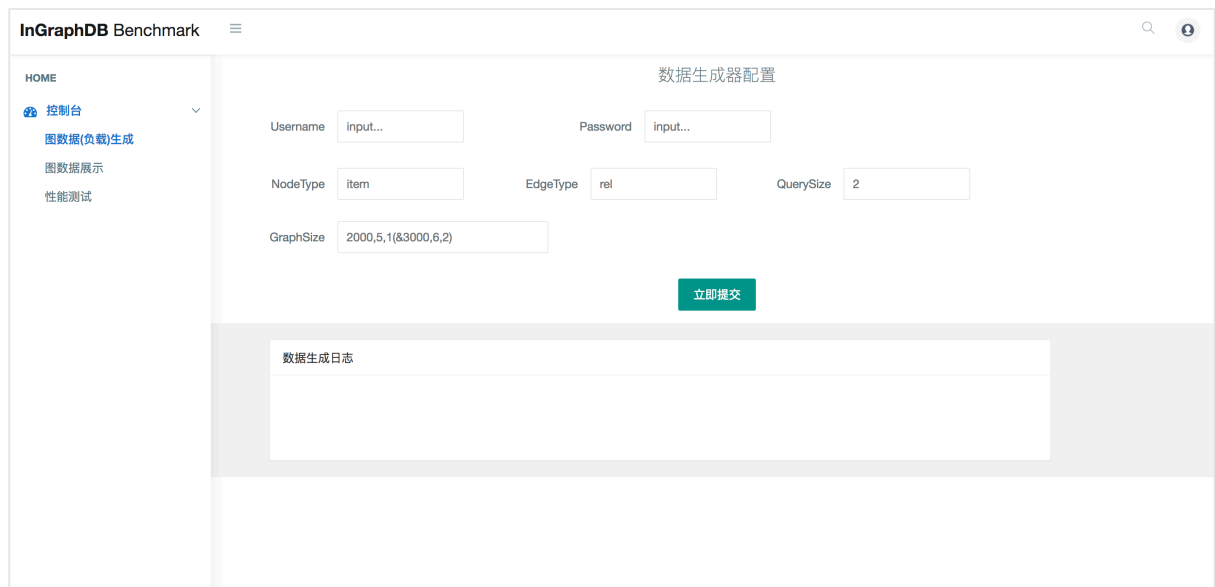 InGraphDB Benchmark
HOME
控制台
图数据(负载)生成
图数据展示
性能测试
数据生成器配置
Username input... Password input...
NodeType item EdgeType rel QuerySize 2
GraphSize 2000,5,1(&3000,6,2)
立即提交
数据生成日志